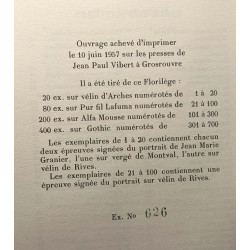 Ouvrage achevé d'imprimer
le 10 juin 1957 sur les presses de
Jean Paul Vibert à Grosrouvre
Il a été tiré de ce Florilège :
20 ex. sur vélin d'Arches numérotés de 1 à 20
80 ex. sur Pur fil Lafuma numérotés de 21 à 100
200 ex. sur Alfa Mousse numérotés de 101 à 300
400 ex. sur Gothic numérotés de 301 à 700
Les exemplaires de 1 à 20 contiennent chacun
deux épreuves signées du portrait de Jean Marie
Granier, l'une sur vergé de Montval, l'autre sur
vélin de Rives.
Les exemplaires de 21 à 100 contiennent une
épreuve signée du portrait sur vélin de Rives.
Ex. No 626